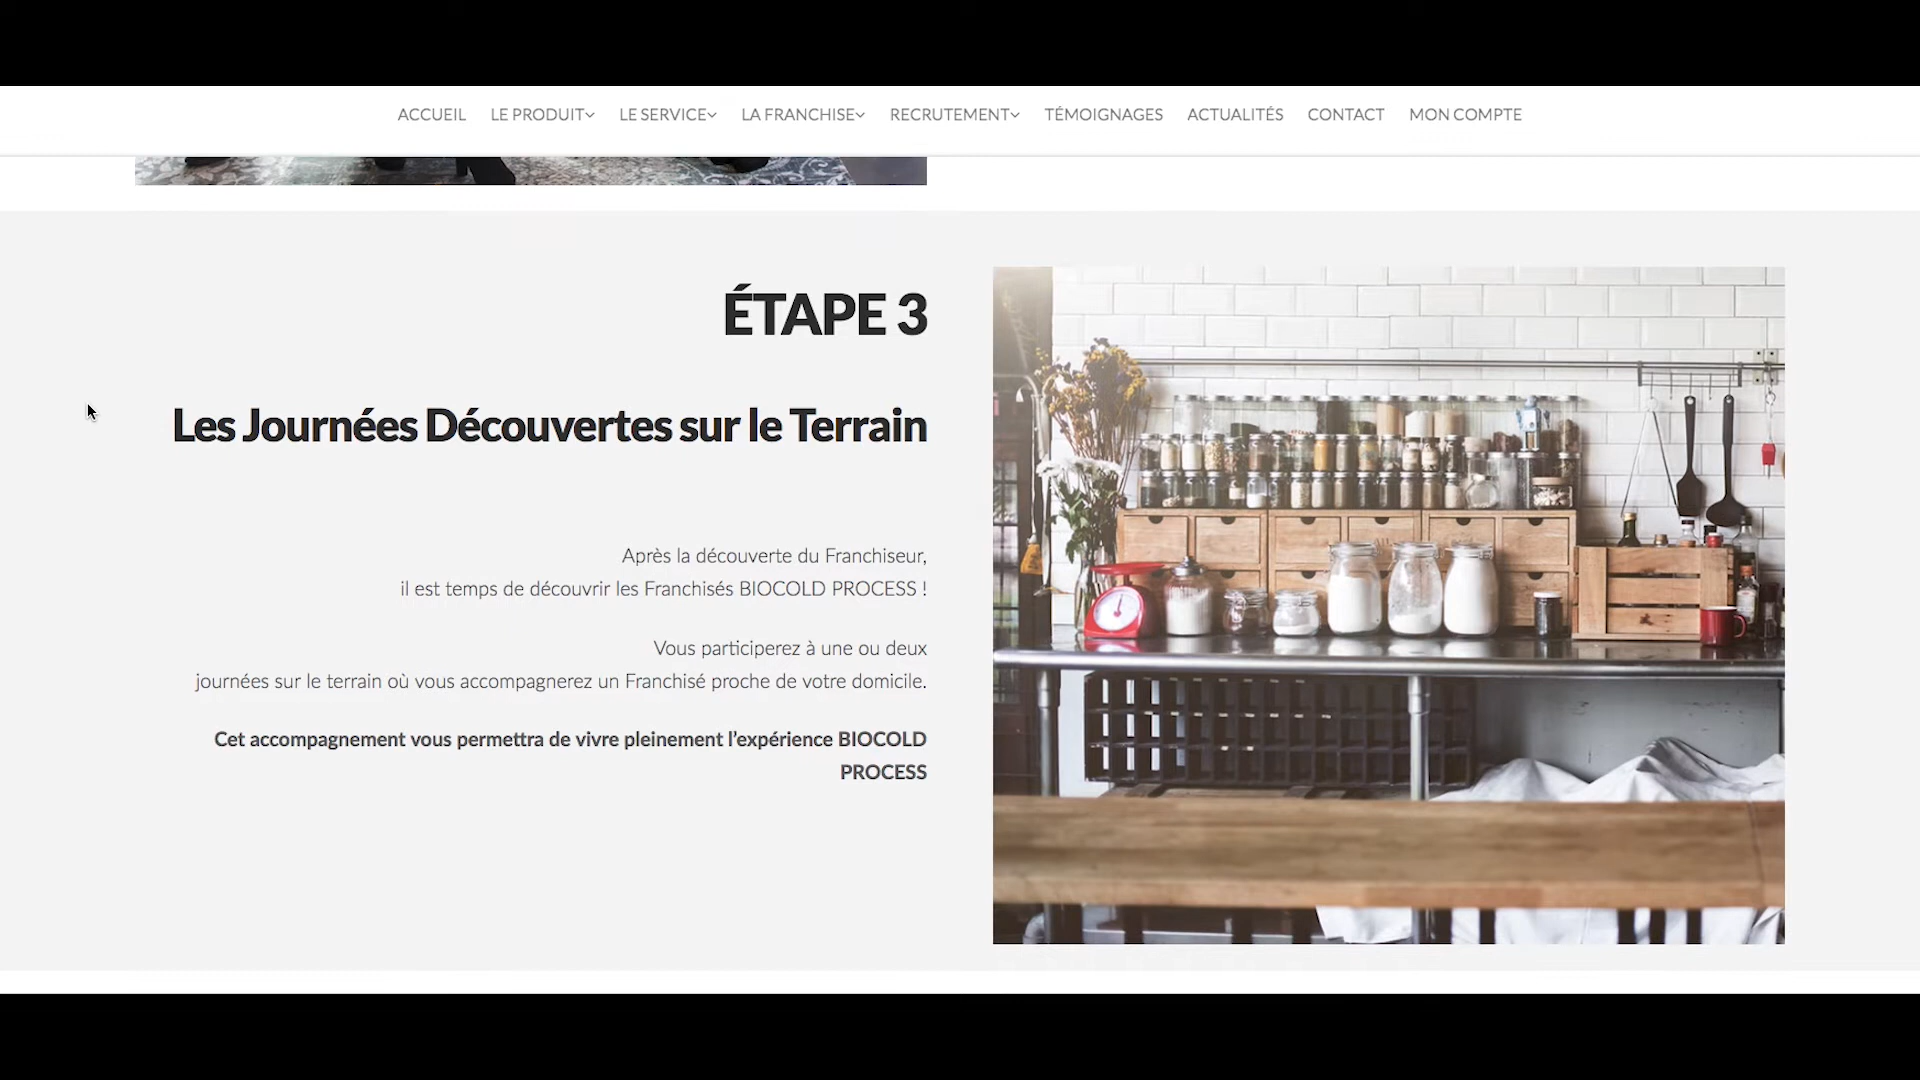 ACCUEIL LE PRODUIT LE SERVICE LA FRANCHISE RECRUTEMENT TÉMOIGNAGES ACTUALITÉS CONTACT MON COMPTE
ÉTAPE 3
Les Journées Découvertes sur le Terrain
Après la découverte du Franchiseur,
il est temps de découvrir les Franchisés BIOCOLD PROCESS !
Vous participerez à une ou deux
journées sur le terrain où vous accompagnerez un Franchisé proche de votre domicile.
Cet accompagnement vous permettra de vivre pleinement l’expérience BIOCOLD
PROCESS